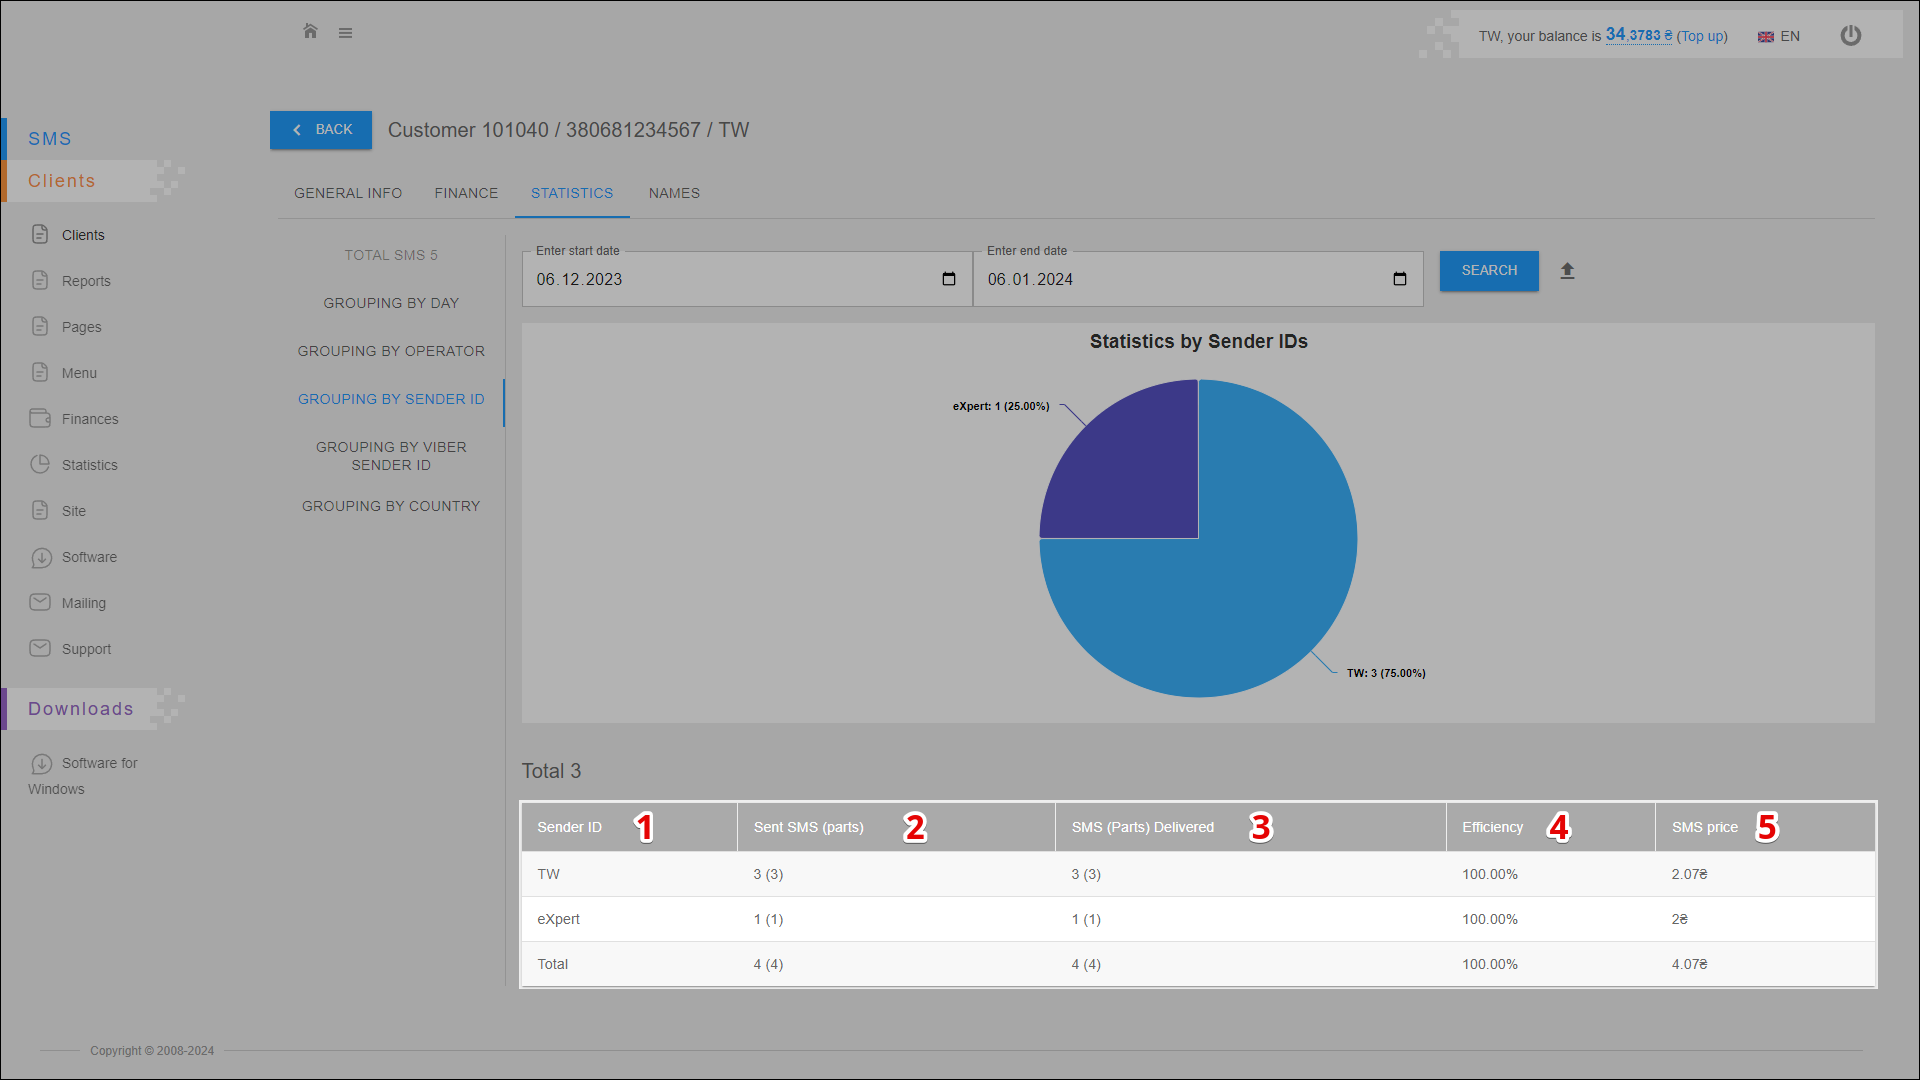 TW, your balance is 34.3783 ₴ (Top up) EN
SMS
Clients
Clients
Reports
Pages
Menu
Finances
Statistics
Site
Software
Mailing
Support
Downloads
Software for
Windows
BACK Customer 101040 / 380681234567 / TW
GENERAL INFO FINANCE STATISTICS NAMES
TOTAL SMS 5
GROUPING BY DAY
GROUPING BY OPERATOR
GROUPING BY SENDER ID
GROUPING BY VIBER
SENDER ID
GROUPING BY COUNTRY
Enter start date
06.12.2023
Enter end date
06.01.2024
SEARCH
Statistics by Sender IDs
eXpert: 1 (25.00%)
TW: 3 (75.00%)
Total 3
Sender ID 1 Sent SMS (parts) 2 SMS (Parts) Delivered 3 Efficiency 4 SMS price 5
TW 3 (3) 3 (3) 100.00% 2.07₴
eXpert 1 (1) 1 (1) 100.00% 2₴
Total 4 (4) 4 (4) 100.00% 4.07₴
Copyright © 2008-2024